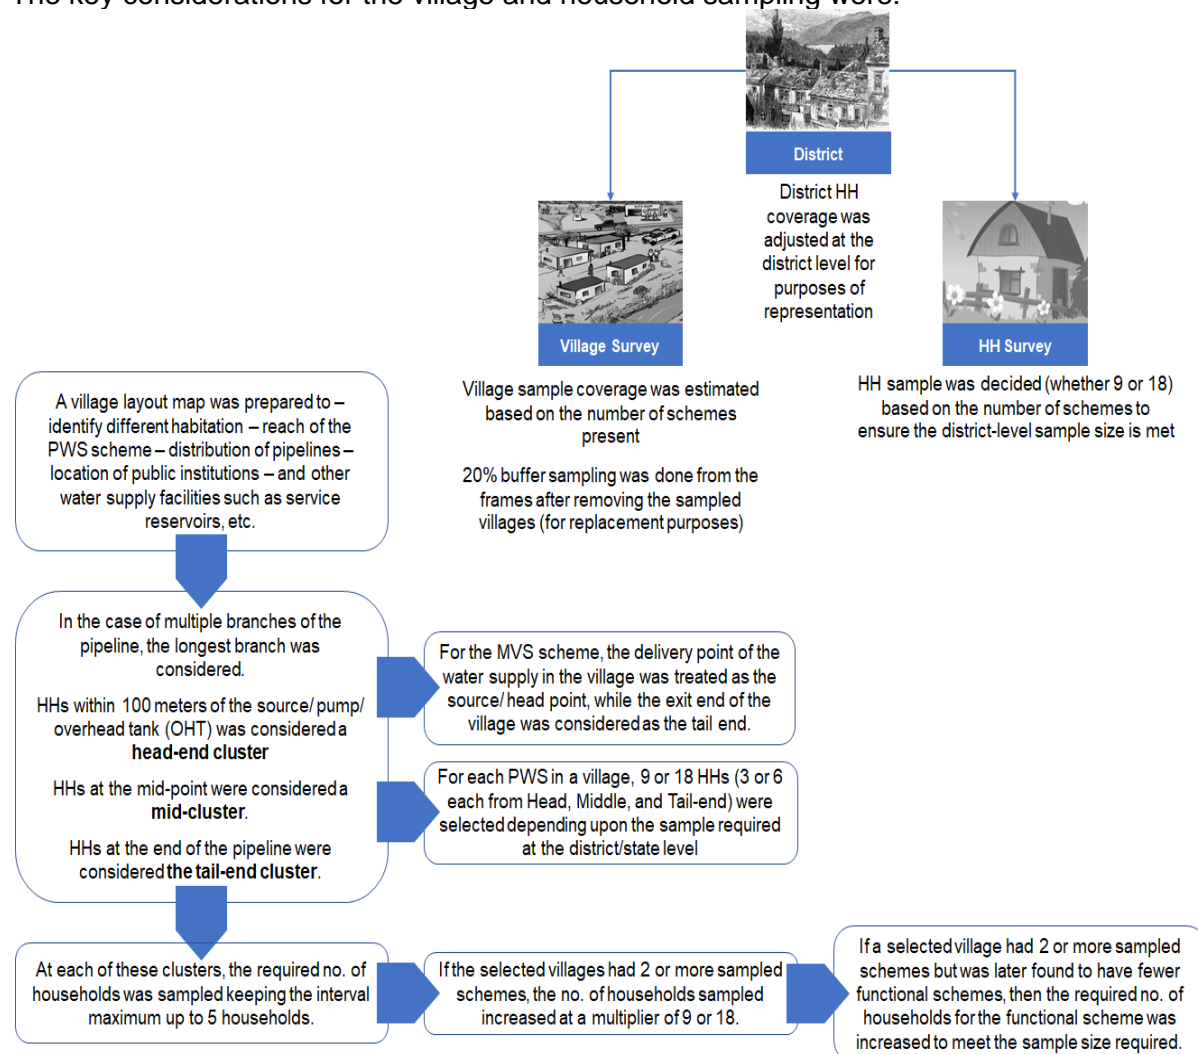 The key considerations for the village and household sampling were:
District
District HH
coverage was
adjusted at the
district level for
purposes of
representation
Village Survey
Village sample coverage was estimated
based on the number of schemes
present
20% buffer sampling was done from the
frames after removing the sampled
villages (for replacement purposes)
HH Survey
HH sample was decided (whether 9 or 18)
based on the number of schemes to
ensure the district-level sample size is met
A village layout map was prepared to –
identify different habitation – reach of the
PWS scheme – distribution of pipelines –
location of public institutions – and other
water supply facilities such as service
reservoirs, etc.
In the case of multiple branches of the
pipeline, the longest branch was
considered.
HHs within 100 meters of the source/ pump/
overhead tank (OHT) was considered a
head-end cluster
HHs at the mid-point were considered a
mid-cluster.
HHs at the end of the pipeline were
considered the tail-end cluster.
For the MVS scheme, the delivery point of the
water supply in the village was treated as the
source/ head point, while the exit end of the
village was considered as the tail end.
For each PWS in a village, 9 or 18 HHs (3 or 6
each from Head, Middle, and Tail-end) were
selected depending upon the sample required
at the district/state level
At each of these clusters, the required no. of
households was sampled keeping the interval
maximum up to 5 households.
If the selected villages had 2 or more sampled
schemes, the no. of households sampled
increased at a multiplier of 9 or 18.
If a selected village had 2 or more sampled
schemes but was later found to have fewer
functional schemes, then the required no. of
households for the functional scheme was
increased to meet the sample size required.